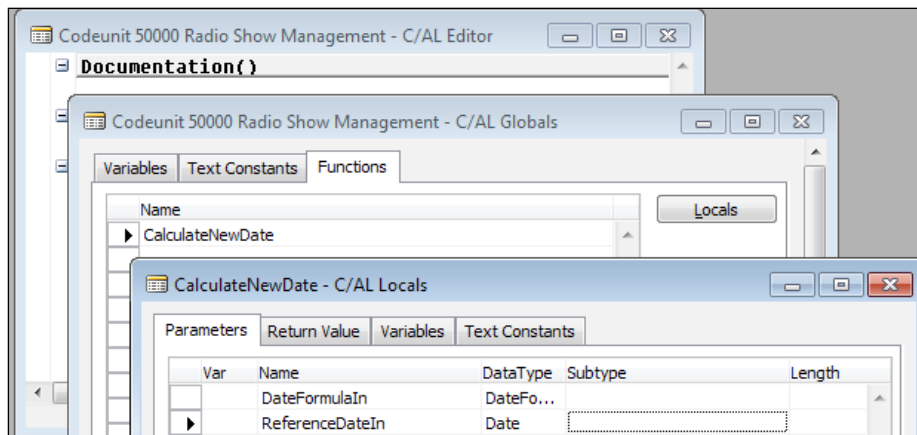 Codeunit 50000 Radio Show Management - C/AL Editor
Documentation()
Codeunit 50000 Radio Show Management - C/AL Globals
Variables Text Constants Functions
Name
Locals
CalculateNewDate
CalculateNewDate - C/AL Locals
Parameters Return Value Variables Text Constants
Var Name DataType Subtype Length
DateFormulaIn DateFo...
ReferenceDateIn Date